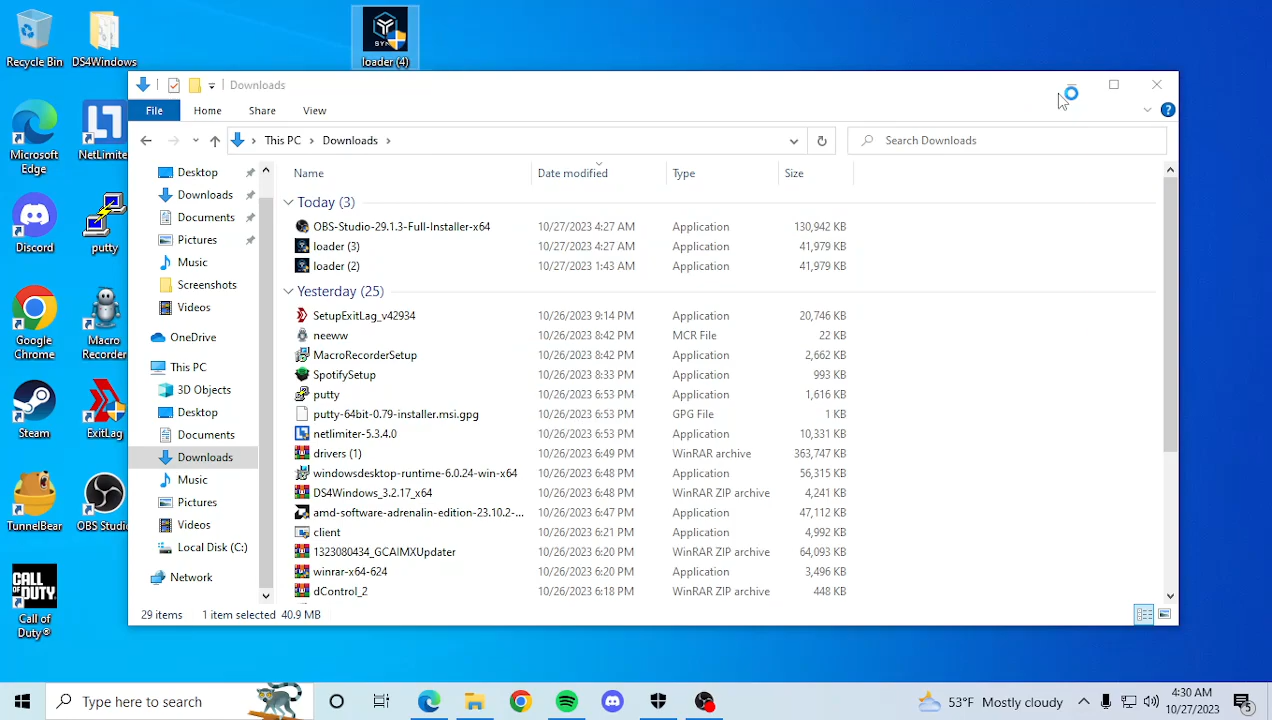 Recycle Bin
DS4Windows
SYN
loader (4)
Microsoft Edge
NetLimite
Discord
putty
Google Chrome
Macro Recorder
Steam
ExitLag
TunnelBear
OBS Studio
CALL OF DUTY
Call of Duty®
Downloads
File Home Share View
This PC Downloads
Search Downloads
Desktop
Downloads
Documents
Pictures
Music
Screenshots
Videos
OneDrive
This PC
3D Objects
Desktop
Documents
Downloads
Music
Pictures
Videos
Local Disk (C:)
Network
Name Date modified Type Size
Today (3)
OBS-Studio-29.1.3-Full-Installer-x64 10/27/2023 4:27 AM Application 130,942 KB
loader (3) 10/27/2023 4:27 AM Application 41,979 KB
loader (2) 10/27/2023 1:43 AM Application 41,979 KB
Yesterday (25)
SetupExitLag_v42934 10/26/2023 9:14 PM Application 20,746 KB
neeww 10/26/2023 8:42 PM MCR File 22 KB
MacroRecorderSetup 10/26/2023 8:42 PM Application 2,662 KB
SpotifySetup 10/26/2023 8:33 PM Application 993 KB
putty 10/26/2023 6:53 PM Application 1,616 KB
putty-64bit-0.79-installer.msi.gpg 10/26/2023 6:53 PM GPG File 1 KB
netlimiter-5.3.4.0 10/26/2023 6:53 PM Application 10,331 KB
drivers (1) 10/26/2023 6:49 PM WinRAR archive 363,747 KB
windowsdesktop-runtime-6.0.24-win-x64 10/26/2023 6:48 PM Application 56,315 KB
DS4Windows_3.2.17_x64 10/26/2023 6:48 PM WinRAR ZIP archive 4,241 KB
amd-software-adrenalin-edition-23.10.2-... 10/26/2023 6:47 PM Application 47,112 KB
client 10/26/2023 6:21 PM Application 4,992 KB
1323080434_GCAIMXUpdater 10/26/2023 6:20 PM WinRAR ZIP archive 64,093 KB
winrar-x64-624 10/26/2023 6:20 PM Application 3,496 KB
dControl_2 10/26/2023 6:18 PM WinRAR ZIP archive 448 KB
29 items 1 item selected 40.9 MB
Type here to search
53°F Mostly cloudy
4:30 AM
10/27/2023
5